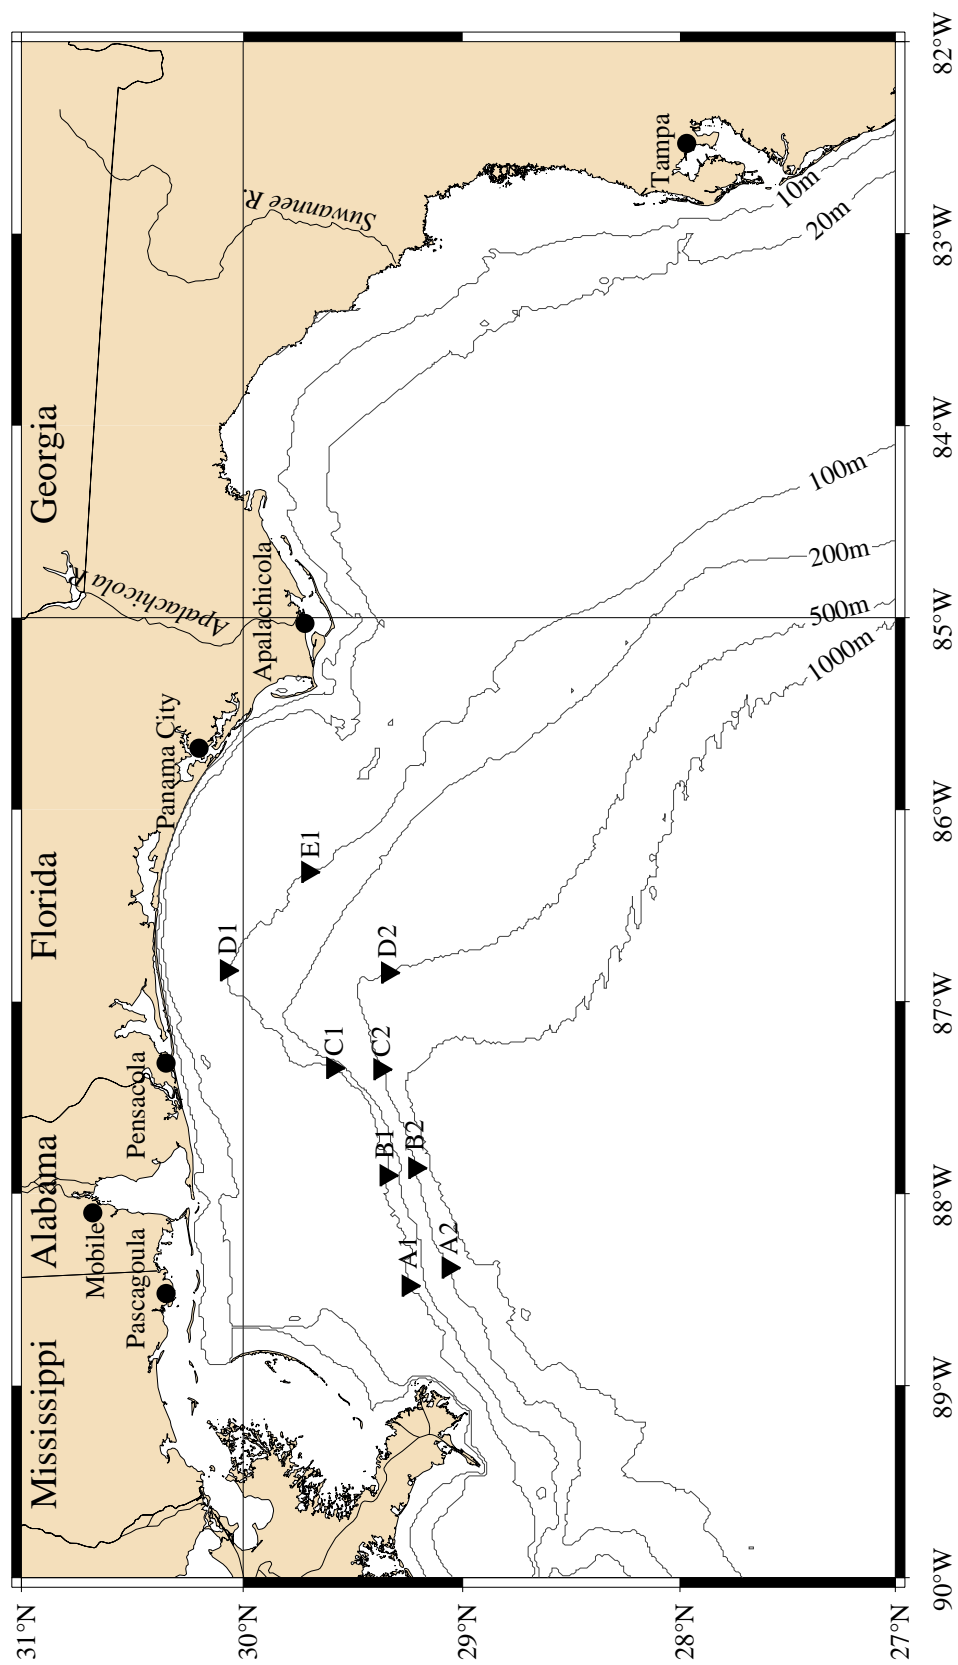 Mississippi
Alabama
Florida
Georgia
Mobile
Pascagoula
Pensacola
Panama City
Apalachicola
Apalachicola R.
Suwannee R.
Tampa
D1
E1
C1
C2
D2
B1
B2
A1
A2
10m
20m
100m
200m
500m
1000m
31°N
30°N
29°N
28°N
27°N
90°W
89°W
88°W
87°W
86°W
85°W
84°W
83°W
82°W